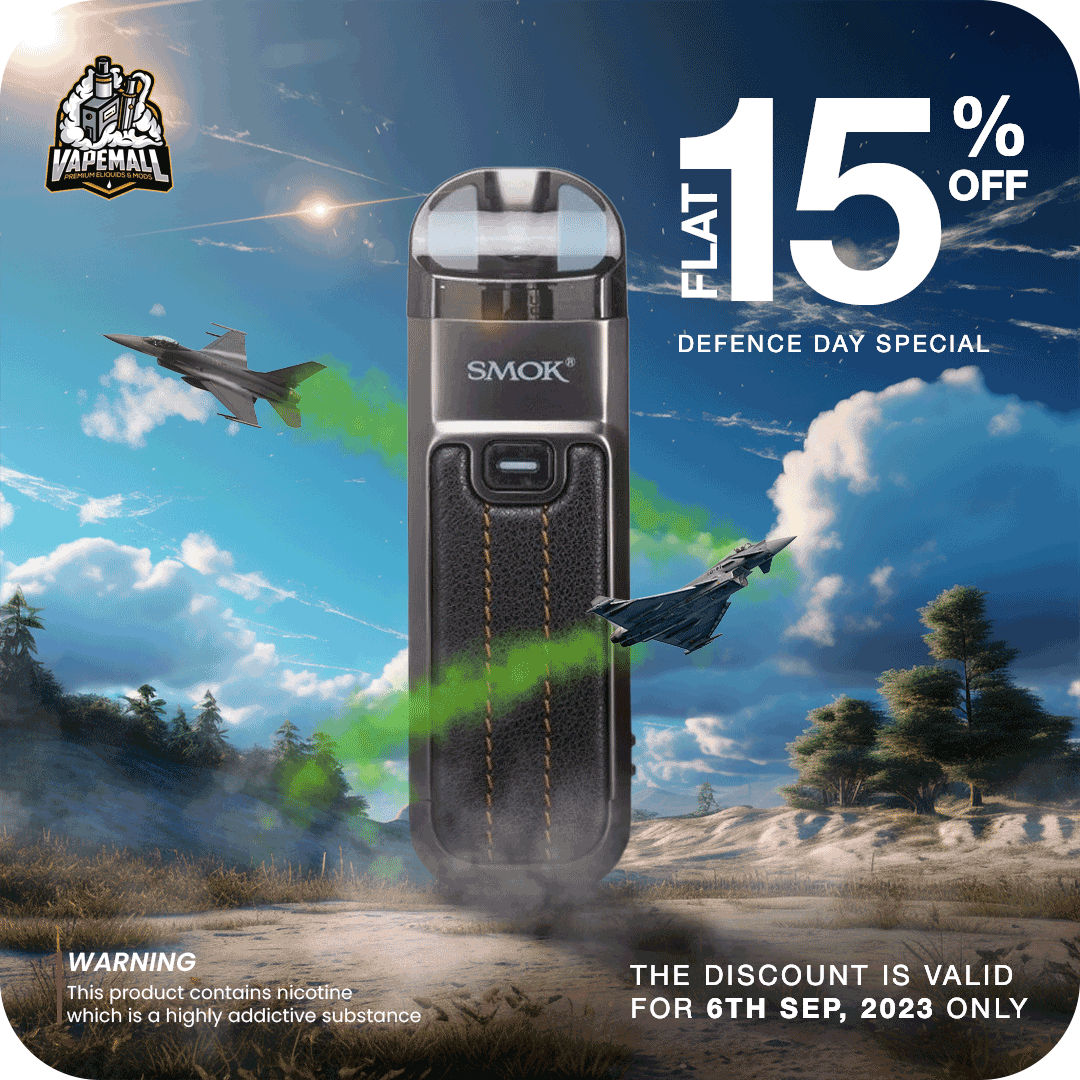 VAPEMALL
PREMIUM ELIQUIDS & MODS
FLAT 15% OFF
DEFENCE DAY SPECIAL
SMOK®
WARNING
This product contains nicotine
which is a highly addictive substance
THE DISCOUNT IS VALID
FOR 6TH SEP, 2023 ONLY